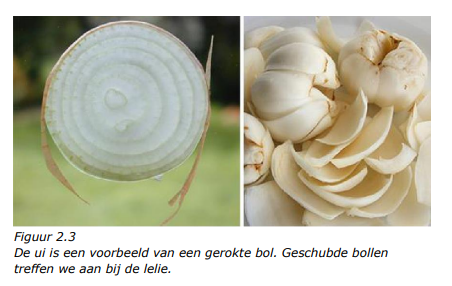 Figuur 2.3
De ui is een voorbeeld van een gerokte bol. Geschubde bollen
treffen we aan bij de lelie.